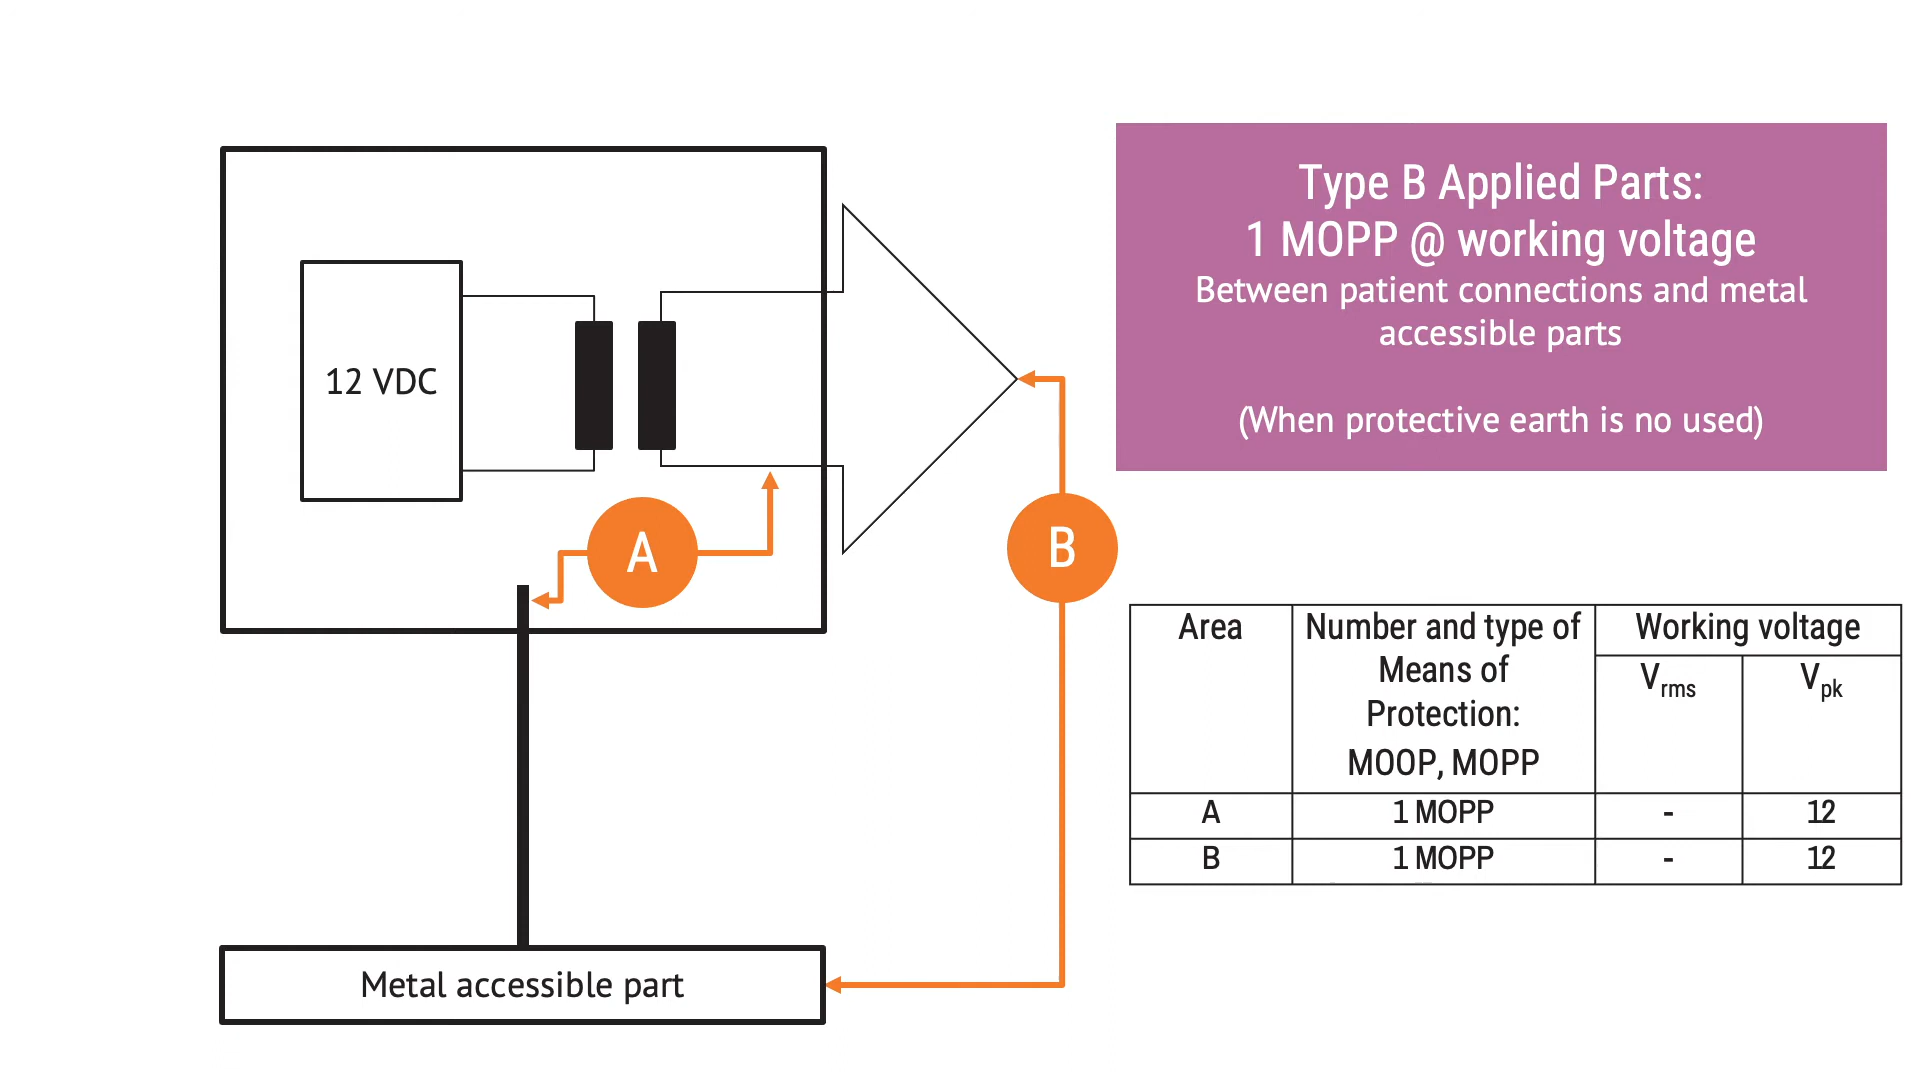 Type B Applied Parts:
1 MOPP @ working voltage
Between patient connections and metal
accessible parts
(When protective earth is no used)
12 VDC
A
B
Metal accessible part
Area
Number and type of
Means of
Protection:
MOOP, MOPP
Working voltage
Vrms
Vpk
A 1 MOPP - 12
B 1 MOPP - 12